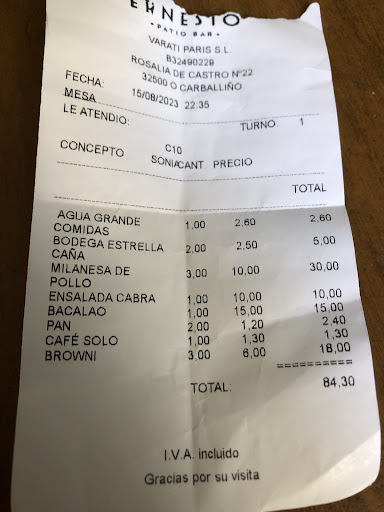 ERNESTO
• PATIO BAR •
VARATI PARIS S.L.
B32490229
ROSALIA DE CASTRO Nº22
32500 O CARBALLIÑO
FECHA: 15/08/2023 22:35
MESA TURNO 1
LE ATENDIO: C10
SONIA
CONCEPTO CANT PRECIO
TOTAL
AGUA GRANDE COMIDAS 1,00 2,60 2,60
BODEGA ESTRELLA CAÑA 2,00 2,50 5,00
MILANESA DE POLLO 3,00 10,00 30,00
ENSALADA CABRA 1,00 10,00 10,00
BACALAO 1,00 15,00 15,00
PAN 2,00 1,20 2,40
CAFÉ SOLO 1,00 1,30 1,30
BROWNI 3,00 6,00 18,00
==========
TOTAL: 84,30
I.V.A. incluido
Gracias por su visita